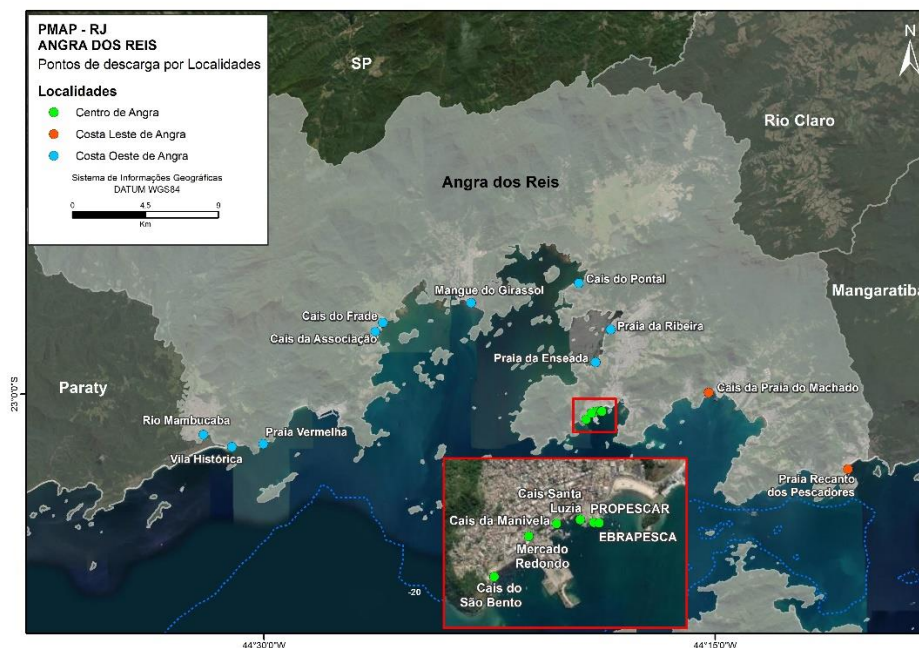 PMAP - RJ
ANGRA DOS REIS
Pontos de descarga por Localidades
Localidades
Centro de Angra
Costa Leste de Angra
Costa Oeste de Angra
Sistema de Informações Geográficas
DATUM WGS84
0 4.5 9
Km
SP
N
Rio Claro
Angra dos Reis
Mangaratiba
Cais do Pontal
Mangue do Girassol
Cais do Frade
Praia da Ribeira
Cais da Associação
Praia da Enseada
Paraty
23°0'0"S
Cais da Praia do Machado
Rio Mambucaba
Praia Vermelha
Vila Histórica
Praia Recanto
dos Pescadores
Cais Santa
Luzia
PROPESCAR
Cais da Manivela
EBRAPESCA
Mercado
Redondo
Cais do
São Bento
-20
44°30'0"W
44°15'0"W